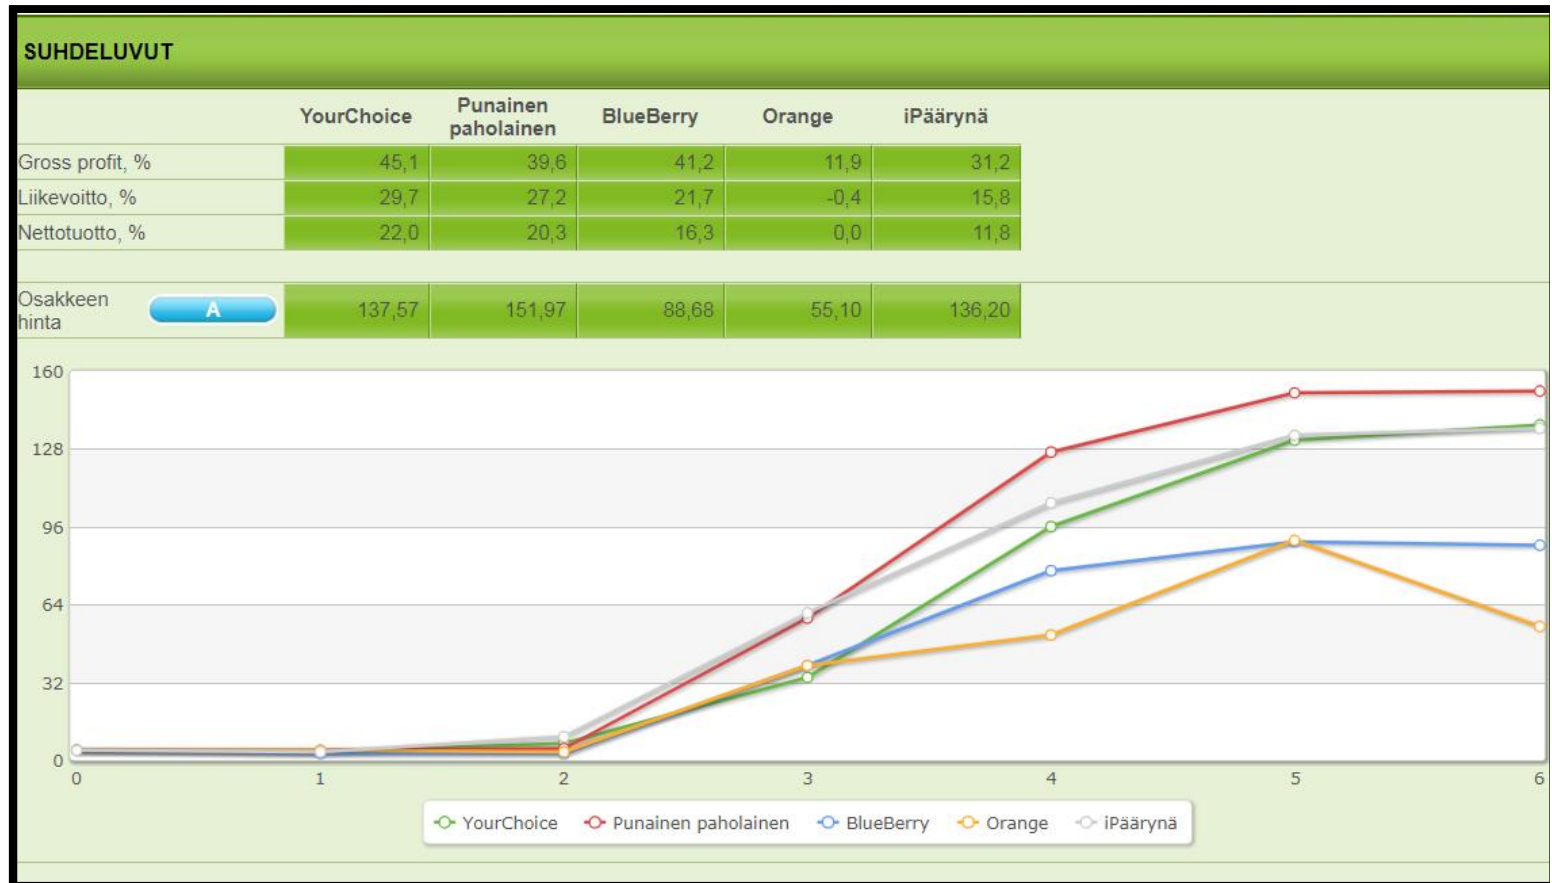 SUHDELUVUT
YourChoice Punainen paholainen BlueBerry Orange iPäärynä
Gross profit, % 45,1 39,6 41,2 11,9 31,2
Liikevoitto, % 29,7 27,2 21,7 -0,4 15,8
Nettotuotto, % 22,0 20,3 16,3 0,0 11,8
Osakkeen hinta A 137,57 151,97 88,68 55,10 136,20
160
128
96
64
32
0
0 1 2 3 4 5 6
YourChoice Punainen paholainen BlueBerry Orange iPäärynä